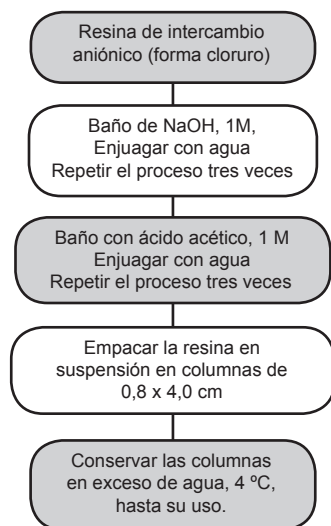 Resina de intercambio
aniónico (forma cloruro)
Baño de NaOH, 1M,
Enjuagar con agua
Repetir el proceso tres veces
Baño con ácido acético, 1 M
Enjuagar con agua
Repetir el proceso tres veces
Empacar la resina en
suspensión en columnas de
0,8 x 4,0 cm
Conservar las columnas
en exceso de agua, 4 ºC,
hasta su uso.